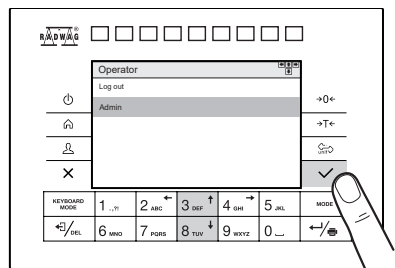 RADWAG®
Operator
Log out
Admin
→0←
→T←
UNIT
KEYBOARD MODE
1 .,?!
2 ABC
3 DEF
4 GHI
5 JKL
MODE
/DEL
6 MNO
7 PQRS
8 TUV
9 WXYZ
0